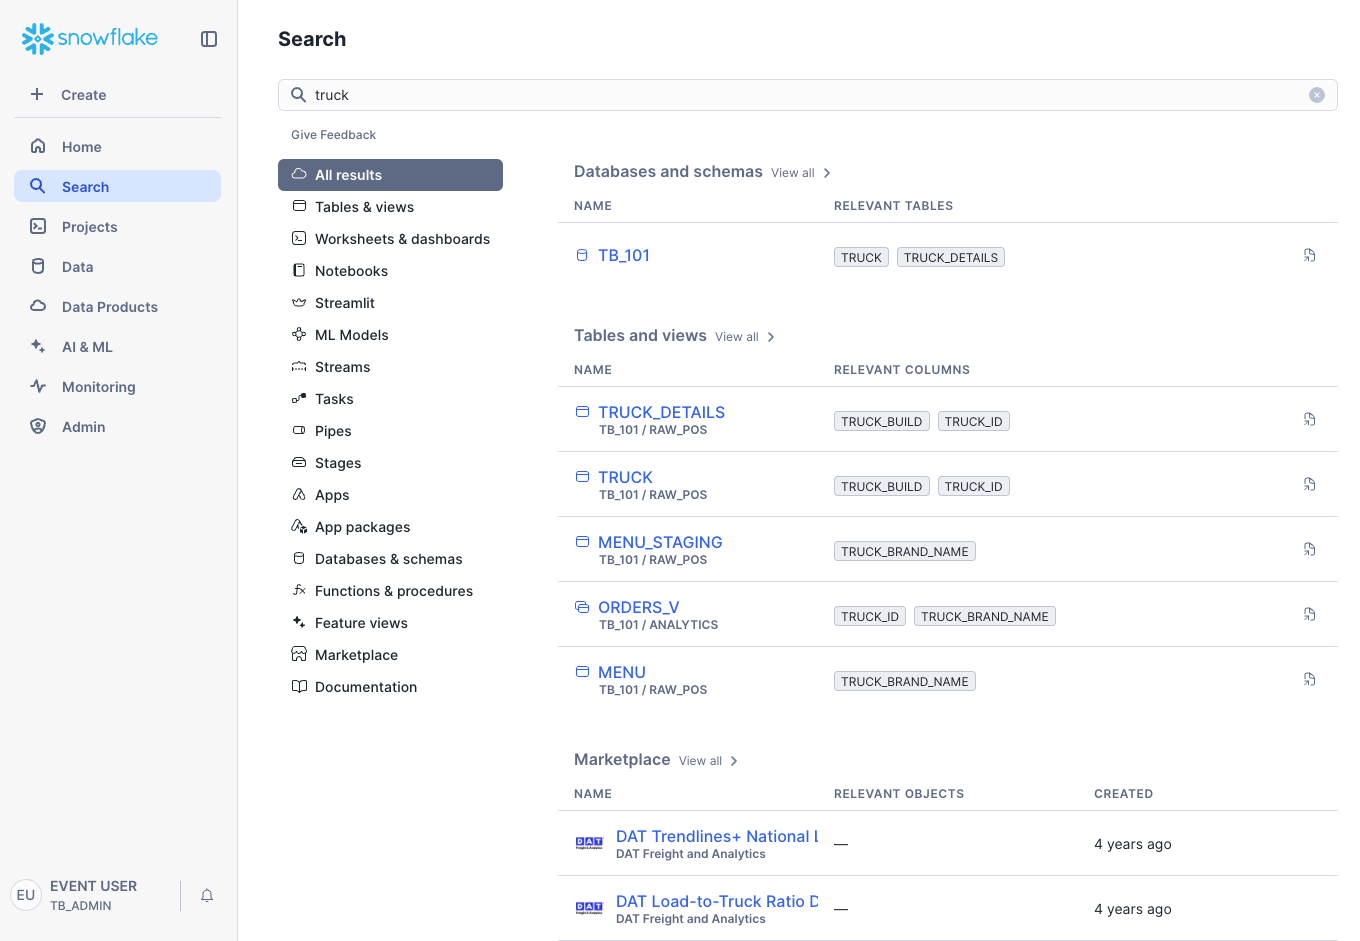 snowflake
Create
Home
Search
Projects
Data
Data Products
AI & ML
Monitoring
Admin
EU
EVENT USER
TB_ADMIN
Search
truck
Give Feedback
All results
Tables & views
Worksheets & dashboards
Notebooks
Streamlit
ML Models
Streams
Tasks
Pipes
Stages
Apps
App packages
Databases & schemas
Functions & procedures
Feature views
Marketplace
Documentation
Databases and schemas View all
NAME RELEVANT TABLES
TB_101 TRUCK TRUCK_DETAILS
Tables and views View all
NAME RELEVANT COLUMNS
TRUCK_DETAILS TRUCK_BUILD TRUCK_ID
TB_101 / RAW_POS
TRUCK TRUCK_BUILD TRUCK_ID
TB_101 / RAW_POS
MENU_STAGING TRUCK_BRAND_NAME
TB_101 / RAW_POS
ORDERS_V TRUCK_ID TRUCK_BRAND_NAME
TB_101 / ANALYTICS
MENU TRUCK_BRAND_NAME
TB_101 / RAW_POS
Marketplace View all
NAME RELEVANT OBJECTS CREATED
DAT DAT Trendlines+ National — 4 years ago
DAT Freight and Analytics
DAT DAT Load-to-Truck Ratio D — 4 years ago
DAT Freight and Analytics